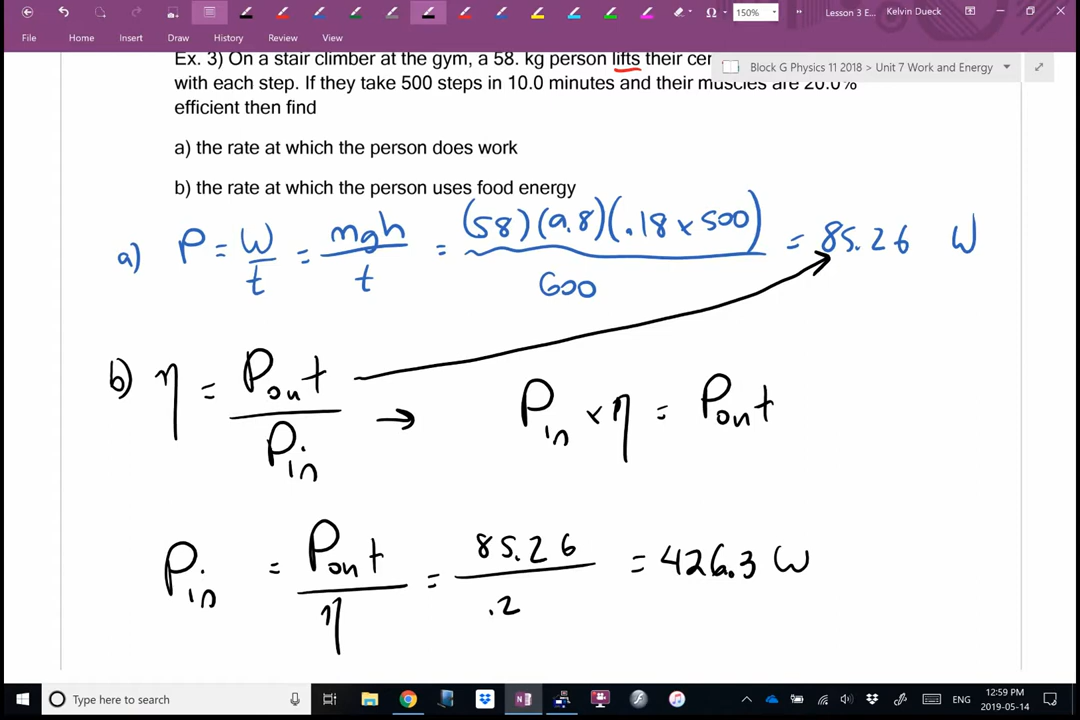 Lesson 3 E... Kelvin Dueck
150%
File Home Insert Draw History Review View
Block G Physics 11 2018 > Unit 7 Work and Energy
Ex. 3) On a stair climber at the gym, a 58. kg person lifts their cer
with each step. If they take 500 steps in 10.0 minutes and their muscles are 20.0%
efficient then find
a) the rate at which the person does work
b) the rate at which the person uses food energy
a) P = W/t = mgh/t = (58)(9.8)(.18 x 500)/600 = 85.26 W
b) η = Pout/Pin → Pin x η = Pout
Pin = Pout/η = 85.26/.2 = 426.3 W
Type here to search
ENG
12:59 PM
2019-05-14